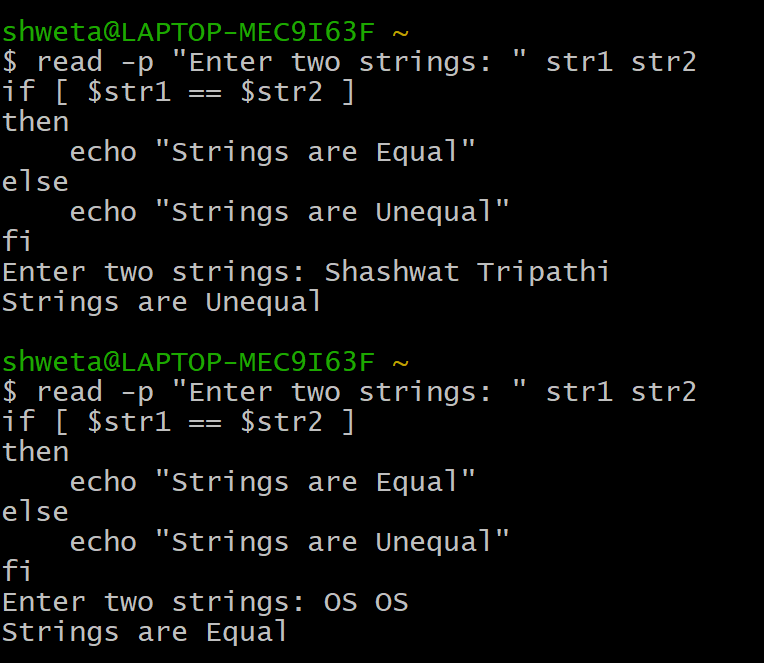 shweta@LAPTOP-MEC9I63F ~
$ read -p "Enter two strings: " str1 str2
if [ $str1 == $str2 ]
then
    echo "Strings are Equal"
else
    echo "Strings are Unequal"
fi
Enter two strings: Shashwat Tripathi
Strings are Unequal

shweta@LAPTOP-MEC9I63F ~
$ read -p "Enter two strings: " str1 str2
if [ $str1 == $str2 ]
then
    echo "Strings are Equal"
else
    echo "Strings are Unequal"
fi
Enter two strings: OS OS
Strings are Equal